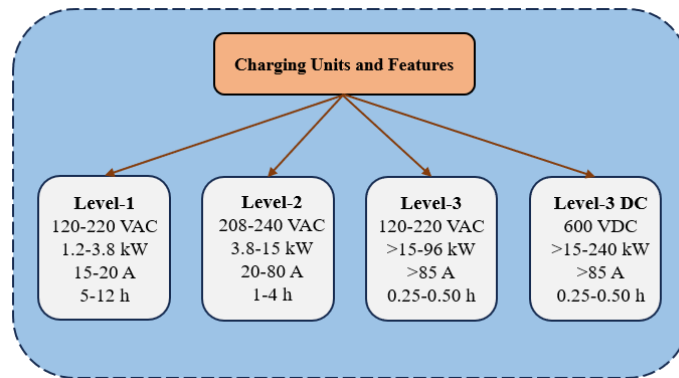 Charging Units and Features
Level-1
120-220 VAC
1.2-3.8 kW
15-20 A
5-12 h
Level-2
208-240 VAC
3.8-15 kW
20-80 A
1-4 h
Level-3
120-220 VAC
>15-96 kW
>85 A
0.25-0.50 h
Level-3 DC
600 VDC
>15-240 kW
>85 A
0.25-0.50 h